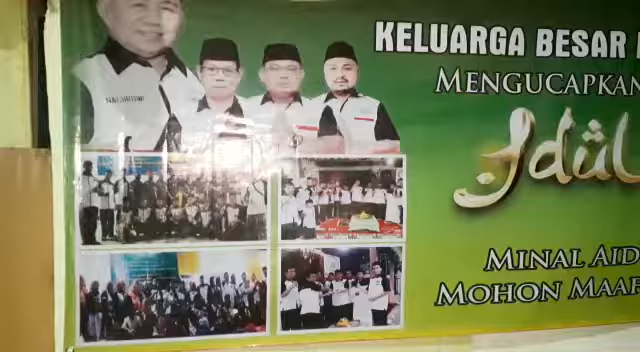 KELUARGA BESAR
MENGUCAPKAN
Idul
MINAL AID
MOHON MAAF